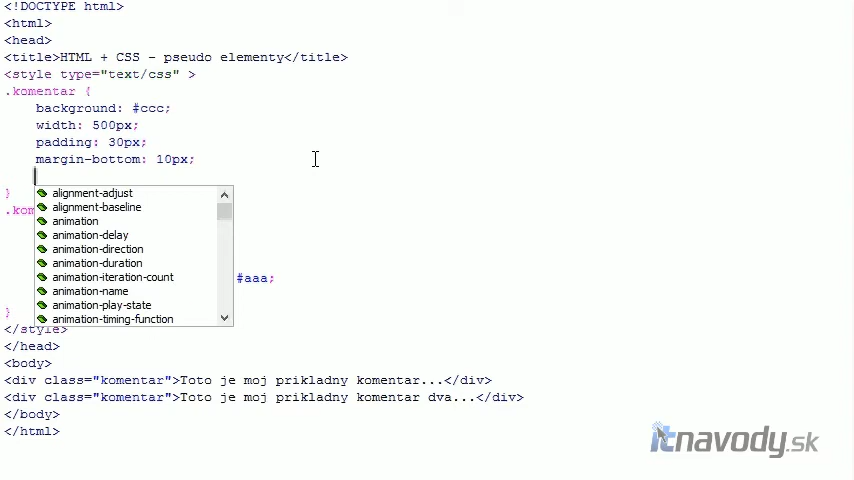 <!DOCTYPE html>
<html>
<head>
<title>HTML + CSS - pseudo elementy</title>
<style type="text/css" >
.komentar {
background: #ccc;
width: 500px;
padding: 30px;
margin-bottom: 10px;
}
alignment-adjust
.kom
alignment-baseline
animation
animation-delay
animation-direction
animation-duration
animation-iteration-count
#aaa;
animation-name
animation-play-state
}
animation-timing-function
</style>
</head>
<body>
<div class="komentar">Toto je moj prikladny komentar...</div>
<div class="komentar">Toto je moj prikladny komentar dva...</div>
</body>
</html>
itnavody.sk